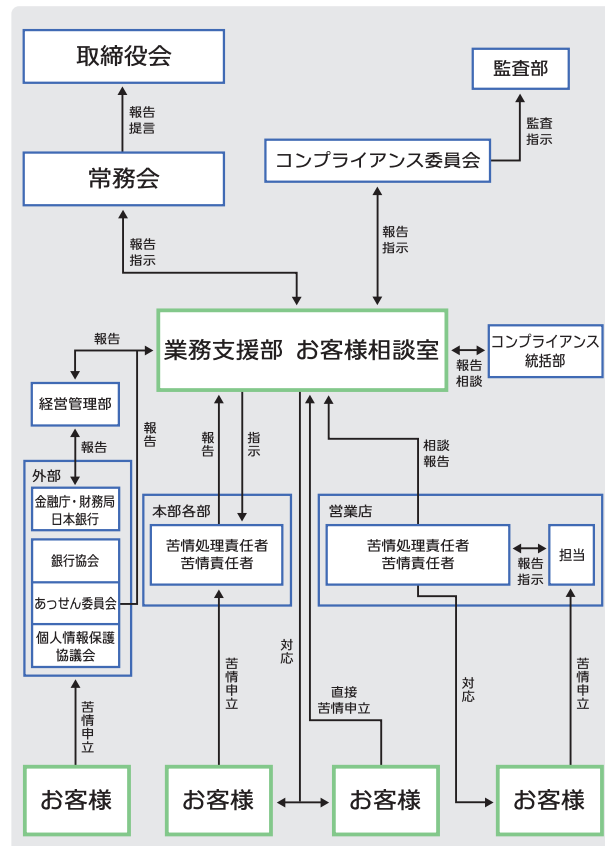 取締役会
監査部
報告
提言
監査
指示
常務会
コンプライアンス委員会
報告
指示
報告
指示
業務支援部 お客様相談室
報告
コンプライアンス
統括部
報告
相談
経営管理部
報告
報告
報告
指示
相談
報告
外部
金融庁・財務局
日本銀行
銀行協会
あっせん委員会
個人情報保護
協議会
本部各部
苦情処理責任者
苦情責任者
営業店
苦情処理責任者
苦情責任者
報告
指示
担当
苦情申立
苦情申立
対応
直接
苦情申立
対応
苦情申立
お客様
お客様
お客様
お客様